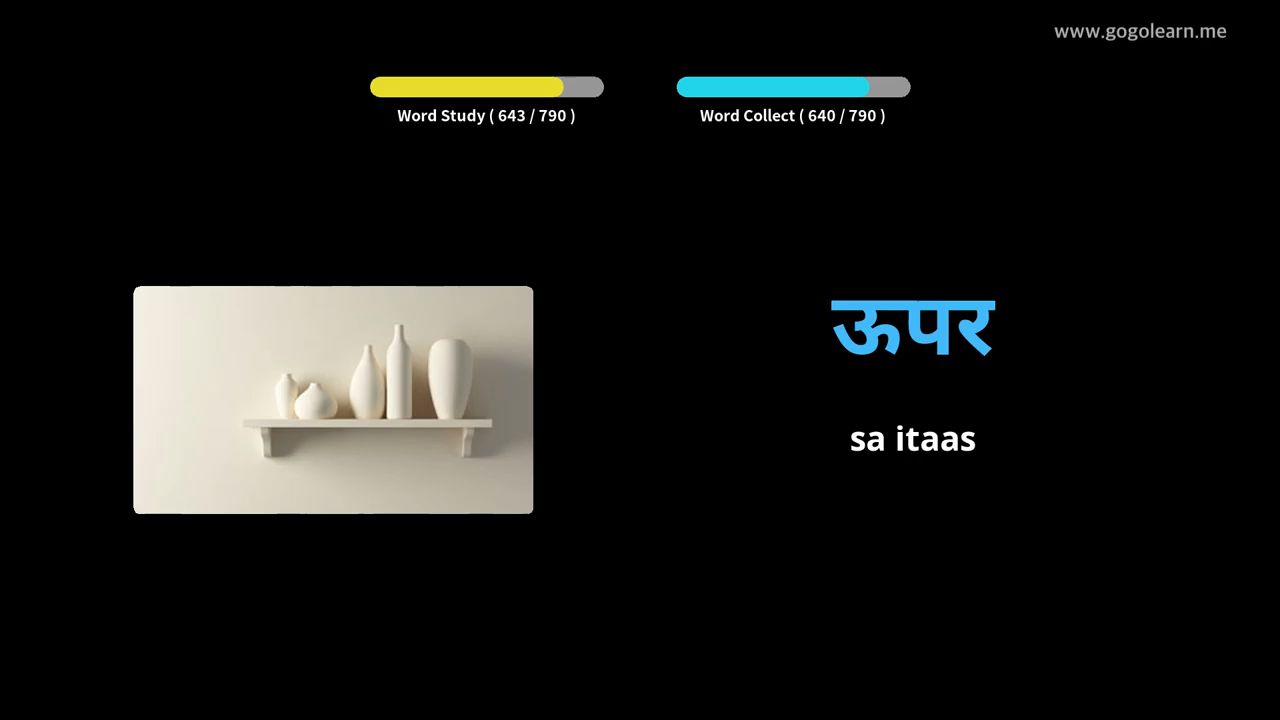 www.gogolearn.me
Word Study ( 643 / 790 )
Word Collect ( 640 / 790 )
ऊपर
sa itaas